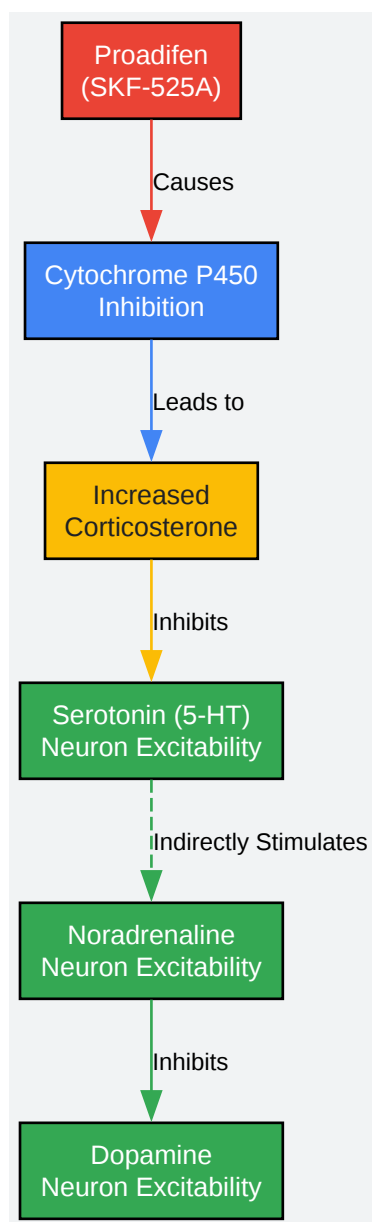 Proadifen
(SKF-525A)
Causes
Cytochrome P450
Inhibition
Leads to
Increased
Corticosterone
Inhibits
Serotonin (5-HT)
Neuron Excitability
Indirectly Stimulates
Noradrenaline
Neuron Excitability
Inhibits
Dopamine
Neuron Excitability